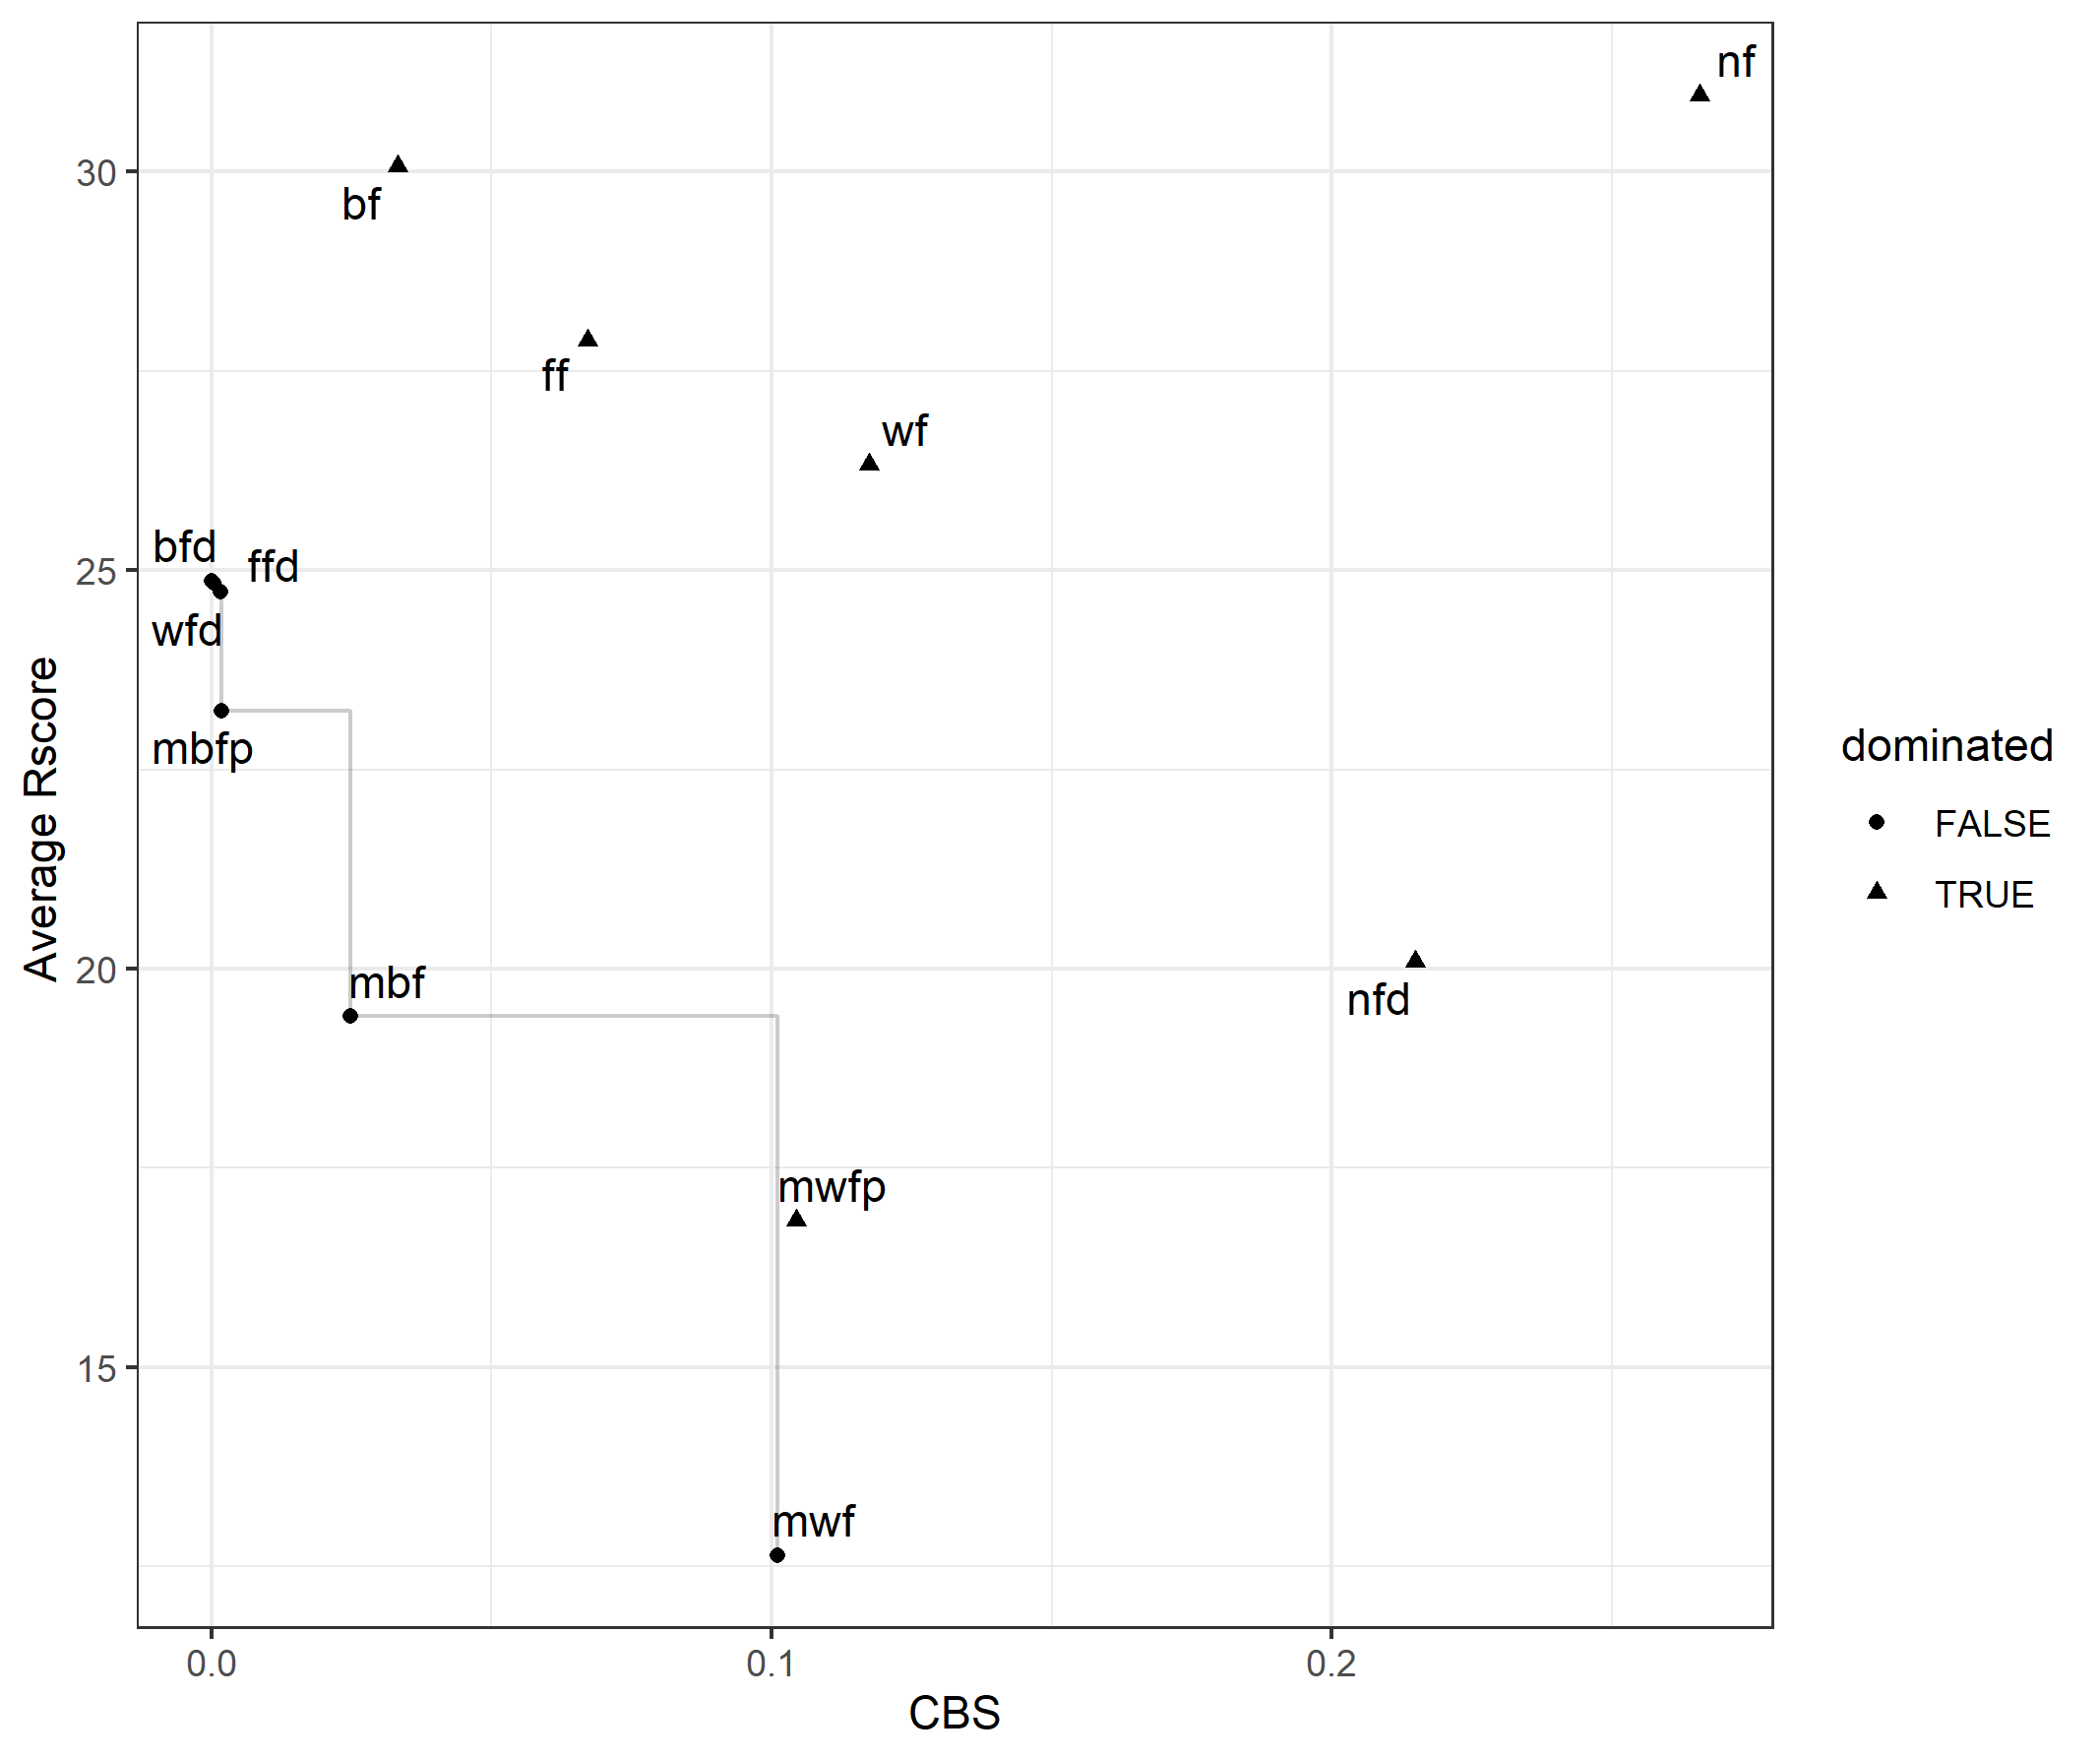 nf
30
bf
ff
wf
bfd
ffd
25
wfd
mbfp
dominated
FALSE
TRUE
Average Rscore
20
mbf
nfd
mwfp
15
mwf
0.0
0.1
0.2
CBS